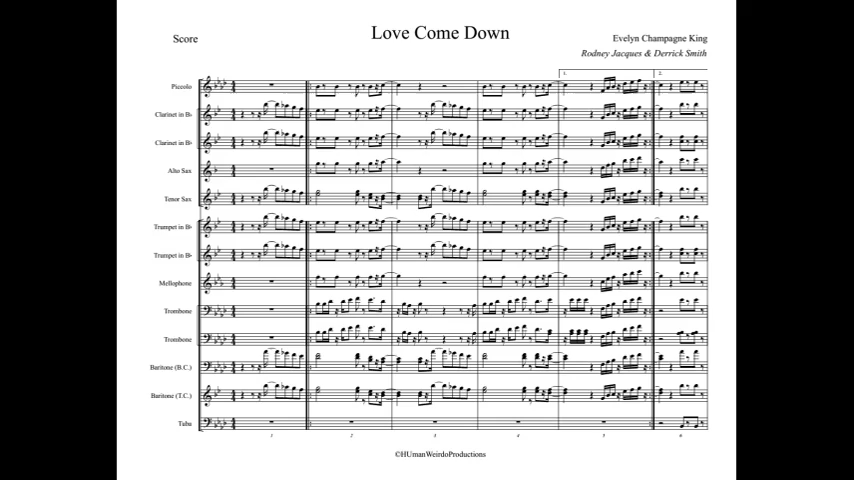 Love Come Down
Score
Evelyn Champagne King
Rodney Jacques & Derrick Smith
1.
2.
Piccolo
Clarinet in B♭
Clarinet in B♭
Alto Sax
Tenor Sax
Trumpet in B♭
Trumpet in B♭
Mellophone
Trombone
Trombone
Baritone (B.C.)
Baritone (T.C.)
Tuba
1 2 3 4 5 6
©HUmanWeirdoProductions